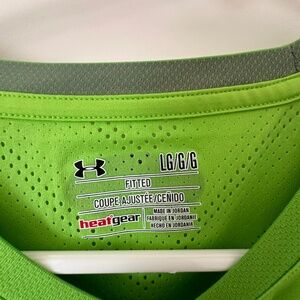 LG/G/G
FITTED
COUPE AJUSTÉE/CEÑIDO
heatgear
MADE IN JORDAN
FABRIQUÉ EN JORDANIE
HECHO EN JORDANIA